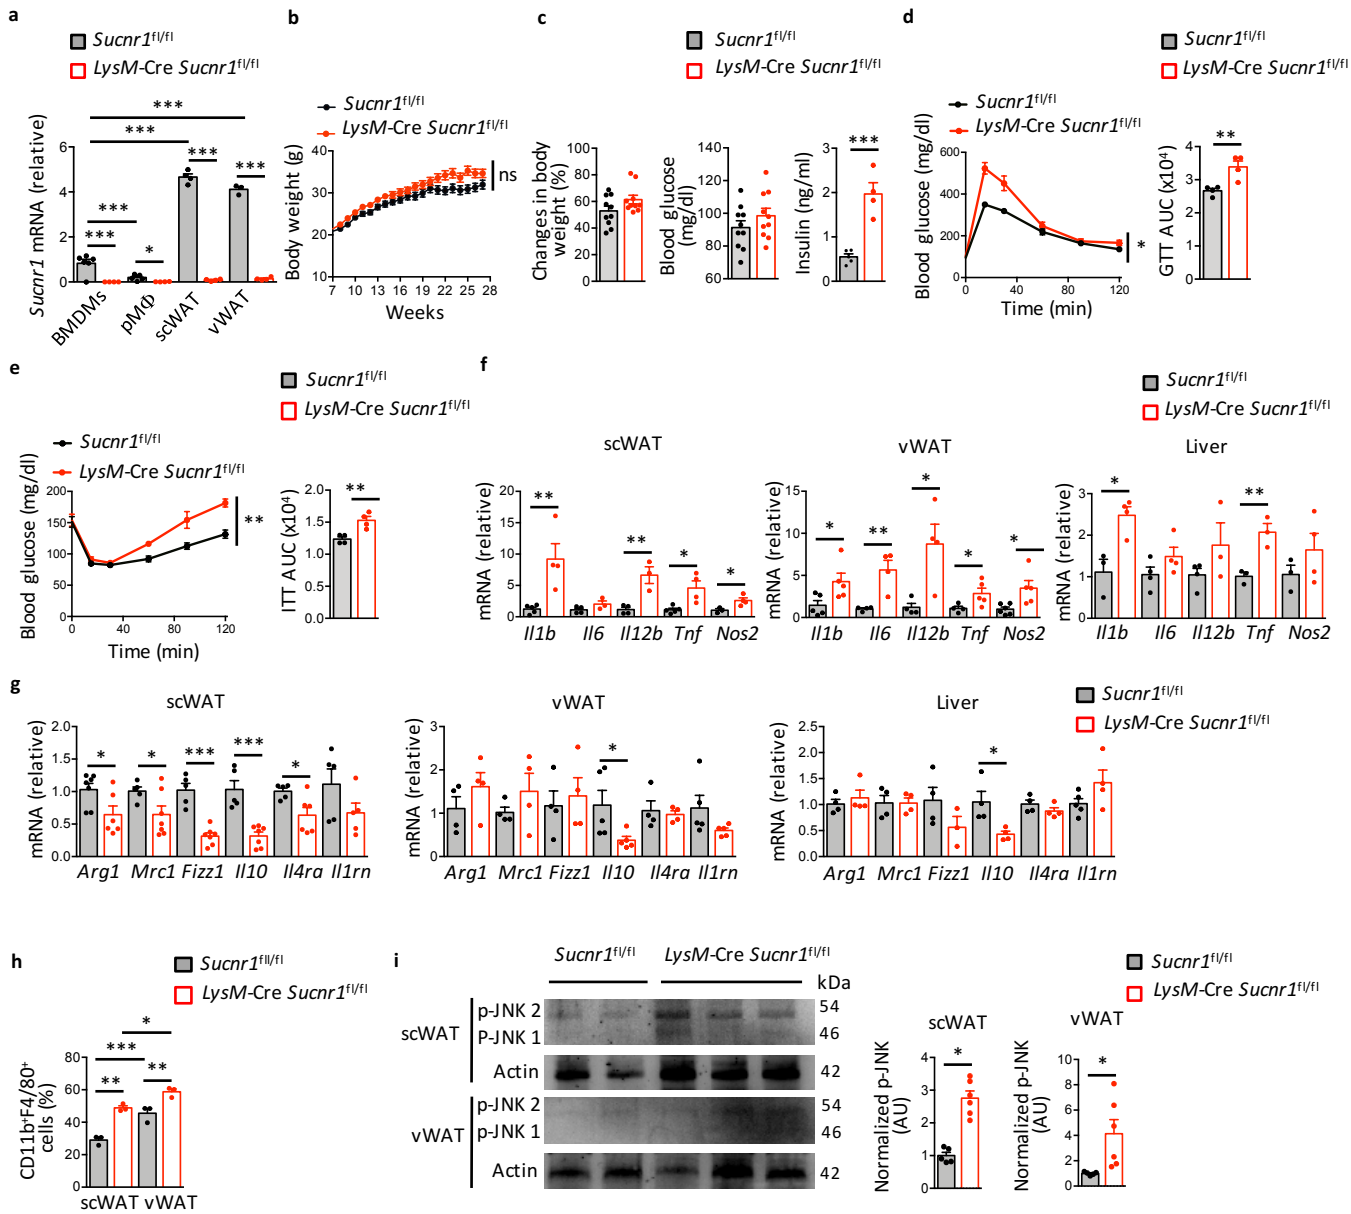 a
Sucnr1fl/fl
LysM-Cre Sucnr1fl/fl
***
***
***
***
***
***
*
Sucnr1 mRNA (relative)
6
4
2
0
BMDMs
pMΦ
scWAT
vWAT
b
Sucnr1fl/fl
LysM-Cre Sucnr1fl/fl
Body weight (g)
40
30
20
10
ns
7 10 13 16 19 22 25 28
Weeks
c
Sucnr1fl/fl
LysM-Cre Sucnr1fl/fl
Changes in body
weight (%)
100
80
60
40
20
0
Blood glucose
(mg/dl)
140
120
100
80
60
Insulin (ng/ml)
***
3
2
1
0
d
Sucnr1fl/fl
LysM-Cre Sucnr1fl/fl
Sucnr1fl/fl
LysM-Cre Sucnr1fl/fl
Blood glucose (mg/dl)
600
400
200
0
*
0 30 60 90 120
Time (min)
GTT AUC (x10⁴)
**
4
3
2
1
0
e
Sucnr1fl/fl
LysM-Cre Sucnr1fl/fl
Sucnr1fl/fl
LysM-Cre Sucnr1fl/fl
Blood glucose (mg/dl)
200
150
100
50
0
**
0 30 60 90 120
Time (min)
ITT AUC (x10⁴)
**
2.0
1.5
1.0
0.5
0.0
f
Sucnr1fl/fl
LysM-Cre Sucnr1fl/fl
scWAT
mRNA (relative)
20
15
10
5
0
** ** * *
Il1b Il6 Il12b Tnf Nos2
vWAT
mRNA (relative)
15
10
5
0
* ** * * *
Il1b Il6 Il12b Tnf Nos2
Liver
mRNA (relative)
3
2
1
0
* **
Il1b Il6 Il12b Tnf Nos2
g
Sucnr1fl/fl
LysM-Cre Sucnr1fl/fl
scWAT
mRNA (relative)
2.0
1.5
1.0
0.5
0.0
* * *** *** *
Arg1 Mrc1 Fizz1 Il10 Il4ra Il1rn
vWAT
mRNA (relative)
3
2
1
0
*
Arg1 Mrc1 Fizz1 Il10 Il4ra Il1rn
Liver
mRNA (relative)
2.5
2.0
1.5
1.0
0.5
0.0
*
Arg1 Mrc1 Fizz1 Il10 Il4ra Il1rn
h
Sucnr1fll/fl
LysM-Cre Sucnr1fl/fl
CD11b⁺F4/80⁺
cells (%)
80
60
40
20
0
*
***
** **
scWAT vWAT
i
Sucnr1fl/fl LysM-Cre Sucnr1fl/fl
kDa
scWAT
p-JNK 2 54
P-JNK 1 46
Actin 42
vWAT
p-JNK 2 54
p-JNK 1 46
Actin 42
Sucnr1fl/fl
LysM-Cre Sucnr1fl/fl
scWAT
Normalized p-JNK
(AU)
*
4
3
2
1
0
vWAT
Normalized p-JNK
(AU)
*
10
8
6
4
2
0